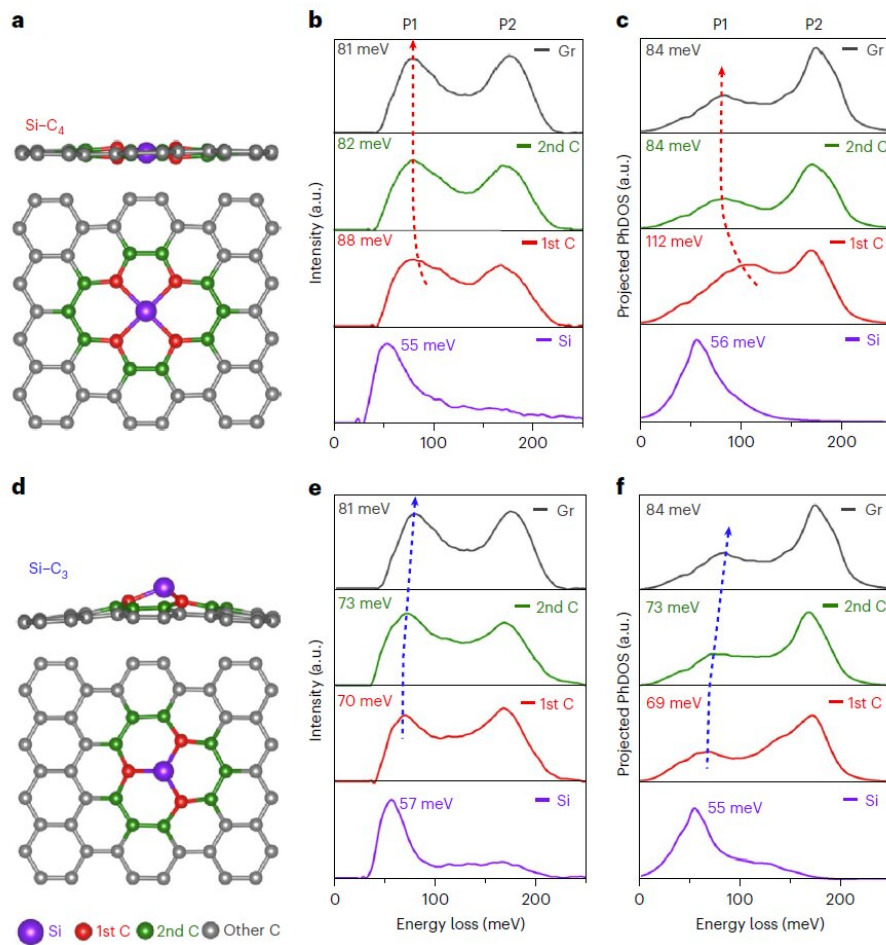 a
Si–C4
b
P1
P2
Intensity (a.u.)
81 meV
Gr
82 meV
2nd C
88 meV
1st C
55 meV
Si
0
100
200
c
P1
P2
Projected PhDOS (a.u.)
84 meV
Gr
84 meV
2nd C
112 meV
1st C
56 meV
Si
0
100
200
d
Si–C3
e
Intensity (a.u.)
81 meV
Gr
73 meV
2nd C
70 meV
1st C
57 meV
Si
0
100
200
Energy loss (meV)
f
Projected PhDOS (a.u.)
84 meV
Gr
73 meV
2nd C
69 meV
1st C
55 meV
Si
0
100
200
Energy loss (meV)
Si 1st C 2nd C Other C